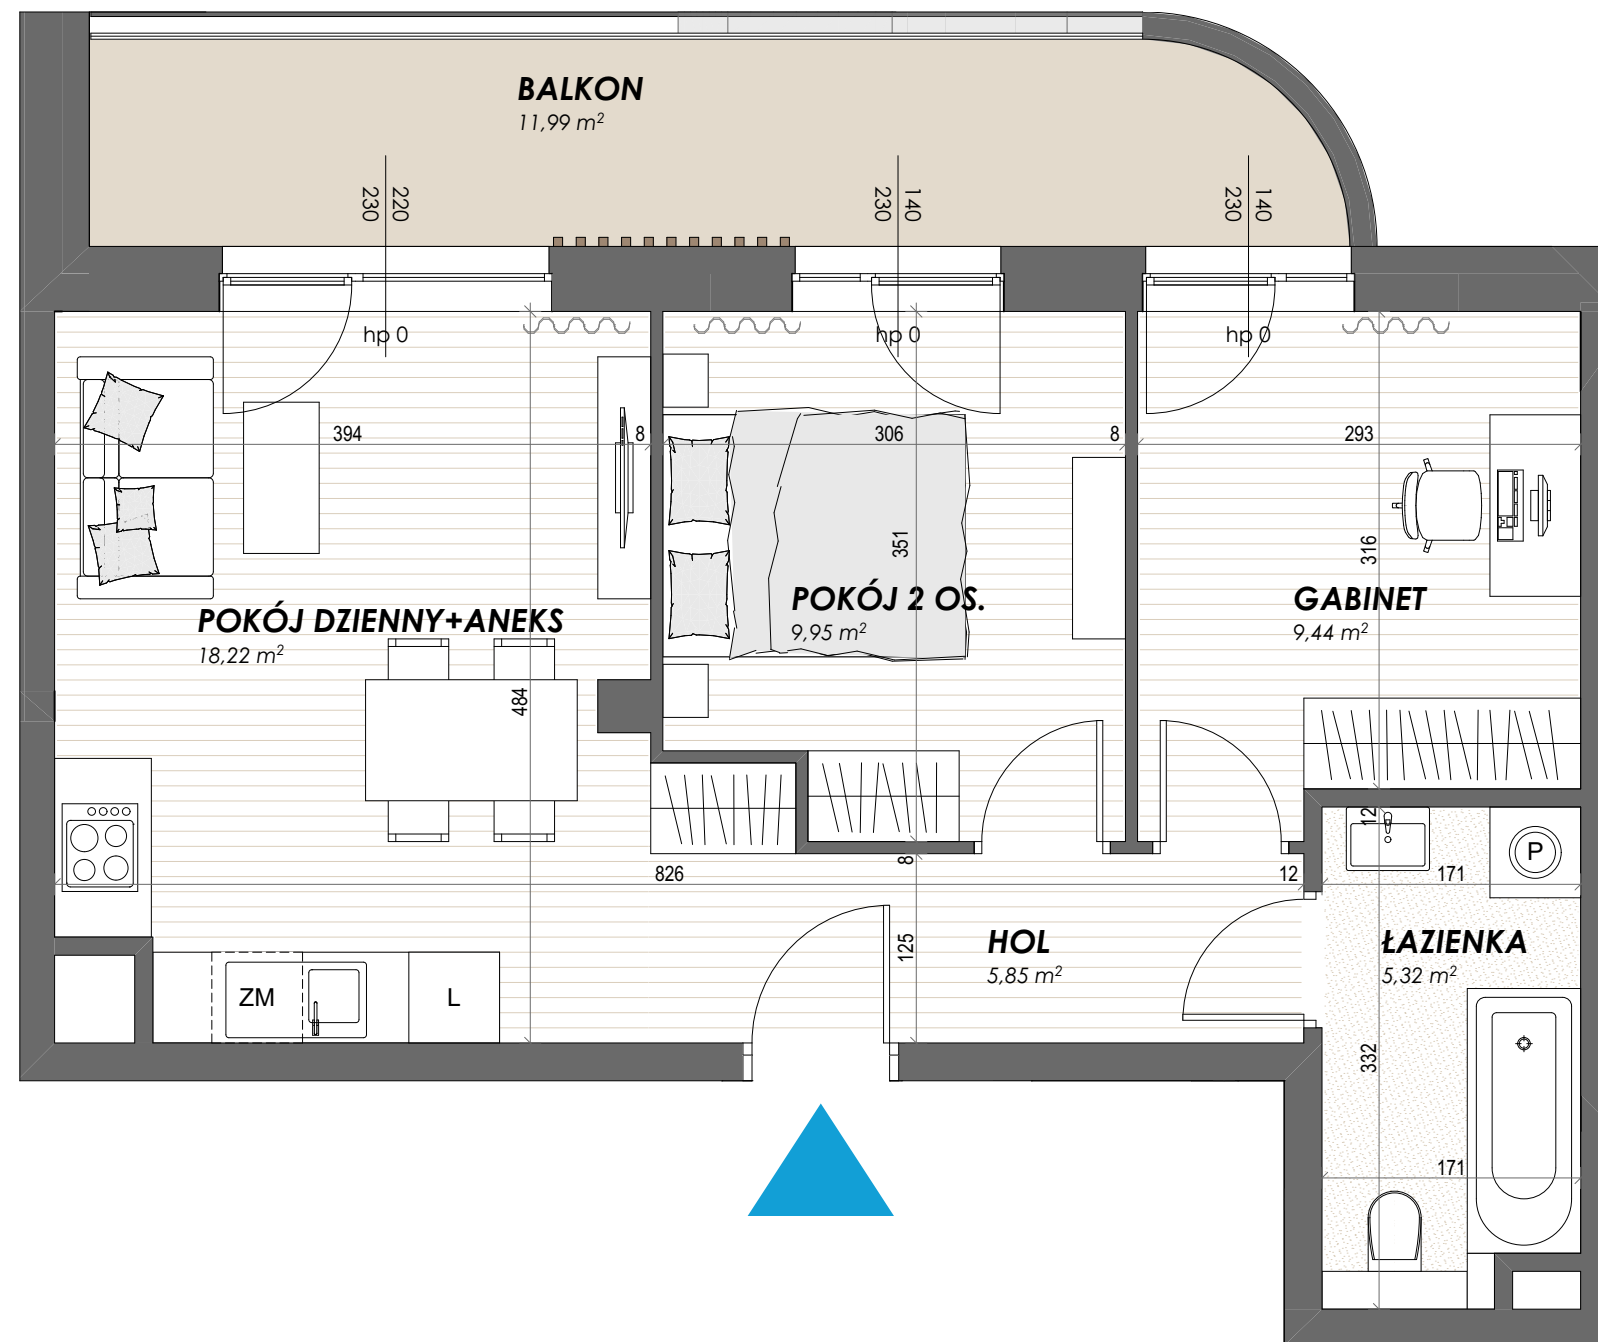 BALKON
11,99 m²
220
230
140
230
140
230
hp 0
hp 0
hp 0
394
8
306
8
293
351
316
POKÓJ DZIENNY+ANEKS
18,22 m²
POKÓJ 2 OS.
9,95 m²
GABINET
9,44 m²
484
12
8
826
12
171
P
125
HOL
5,85 m²
ŁAZIENKA
5,32 m²
ZM
L
332
171